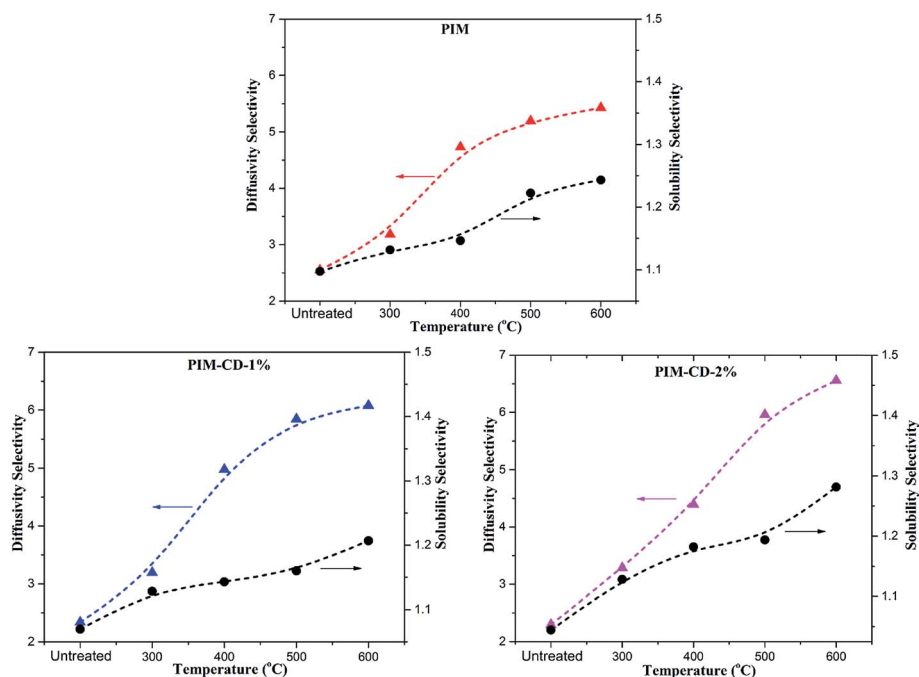 PIM
Diffusivity Selectivity
7
6
5
4
3
2
Solubility Selectivity
1.5
1.4
1.3
1.2
1.1
Untreated 300 400 500 600
Temperature (°C)
PIM-CD-1%
Diffusivity Selectivity
7
6
5
4
3
2
Solubility Selectivity
1.5
1.4
1.3
1.2
1.1
Untreated 300 400 500 600
Temperature (°C)
PIM-CD-2%
Diffusivity Selectivity
7
6
5
4
3
2
Solubility Selectivity
1.5
1.4
1.3
1.2
1.1
Untreated 300 400 500 600
Temperature (°C)